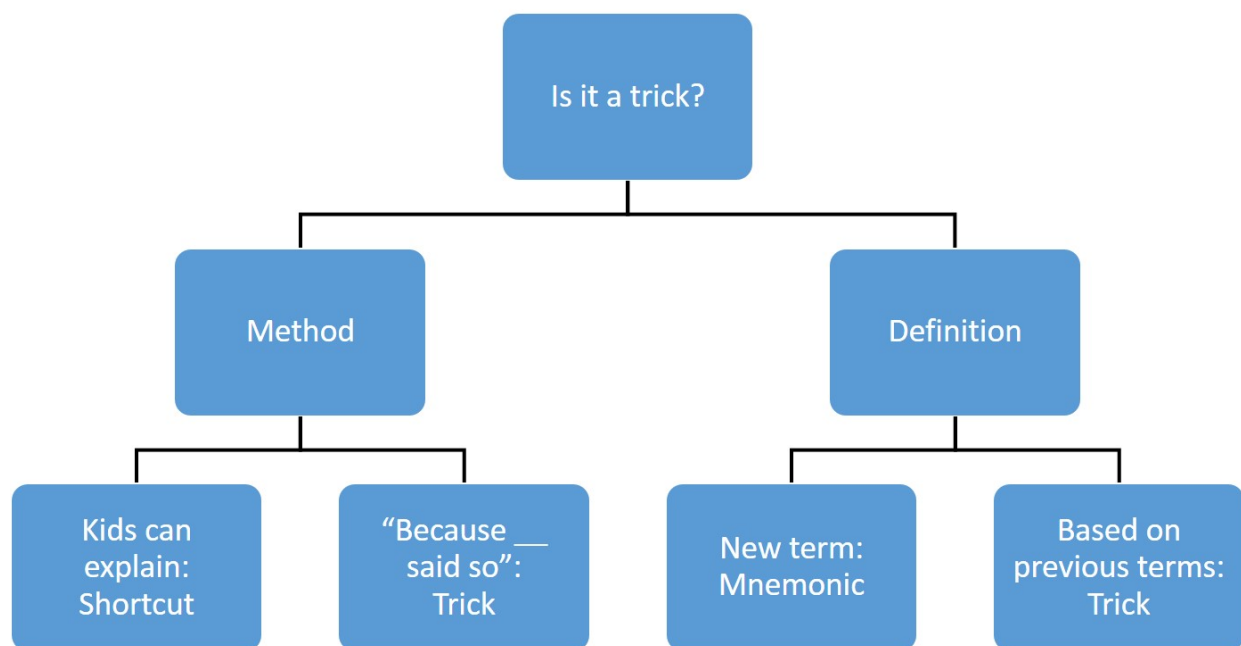 Is it a trick?
Method
Definition
Kids can
explain:
Shortcut
“Because __
said so”:
Trick
New term:
Mnemonic
Based on
previous terms:
Trick